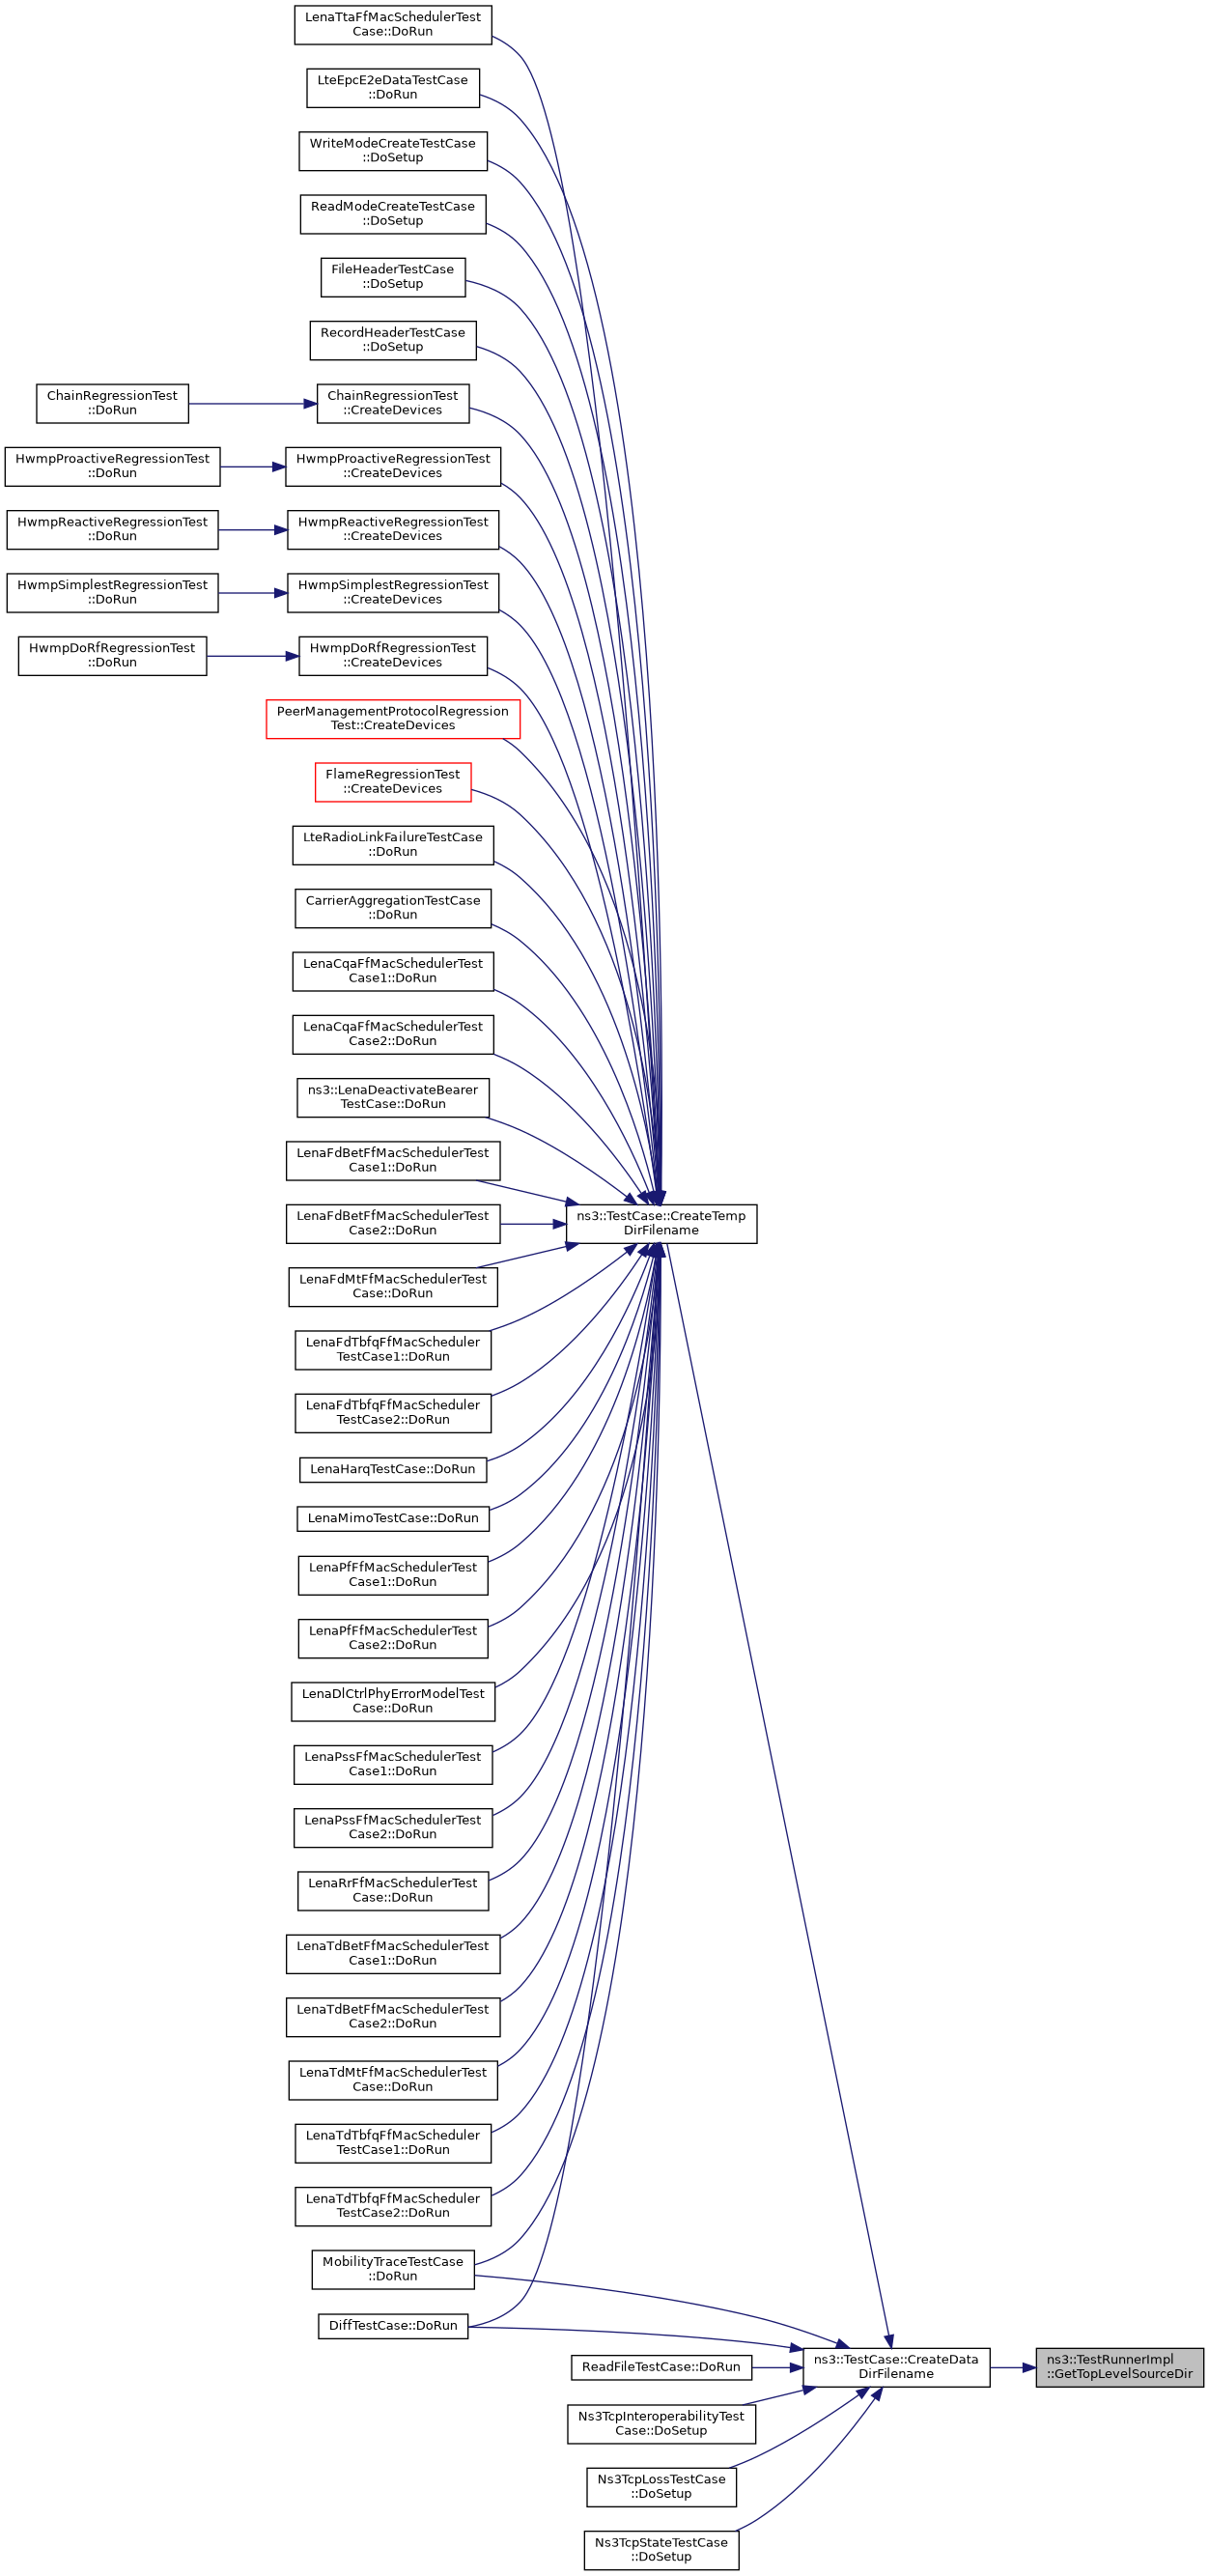 LenaTtaFfMacSchedulerTest
Case::DoRun
LteEpcE2eDataTestCase
::DoRun
WriteModeCreateTestCase
::DoSetup
ReadModeCreateTestCase
::DoSetup
FileHeaderTestCase
::DoSetup
RecordHeaderTestCase
::DoSetup
ChainRegressionTest
::DoRun
ChainRegressionTest
::CreateDevices
HwmpProactiveRegressionTest
::DoRun
HwmpProactiveRegressionTest
::CreateDevices
HwmpReactiveRegressionTest
::DoRun
HwmpReactiveRegressionTest
::CreateDevices
HwmpSimplestRegressionTest
::DoRun
HwmpSimplestRegressionTest
::CreateDevices
HwmpDoRfRegressionTest
::DoRun
HwmpDoRfRegressionTest
::CreateDevices
PeerManagementProtocolRegression
Test::CreateDevices
FlameRegressionTest
::CreateDevices
LteRadioLinkFailureTestCase
::DoRun
CarrierAggregationTestCase
::DoRun
LenaCqaFfMacSchedulerTest
Case1::DoRun
LenaCqaFfMacSchedulerTest
Case2::DoRun
ns3::LenaDeactivateBearer
TestCase::DoRun
LenaFdBetFfMacSchedulerTest
Case1::DoRun
LenaFdBetFfMacSchedulerTest
Case2::DoRun
ns3::TestCase::CreateTemp
DirFilename
LenaFdMtFfMacSchedulerTest
Case::DoRun
LenaFdTbfqFfMacScheduler
TestCase1::DoRun
LenaFdTbfqFfMacScheduler
TestCase2::DoRun
LenaHarqTestCase::DoRun
LenaMimoTestCase::DoRun
LenaPfFfMacSchedulerTest
Case1::DoRun
LenaPfFfMacSchedulerTest
Case2::DoRun
LenaDlCtrlPhyErrorModelTest
Case::DoRun
LenaPssFfMacSchedulerTest
Case1::DoRun
LenaPssFfMacSchedulerTest
Case2::DoRun
LenaRrFfMacSchedulerTest
Case::DoRun
LenaTdBetFfMacSchedulerTest
Case1::DoRun
LenaTdBetFfMacSchedulerTest
Case2::DoRun
LenaTdMtFfMacSchedulerTest
Case::DoRun
LenaTdTbfqFfMacScheduler
TestCase1::DoRun
LenaTdTbfqFfMacScheduler
TestCase2::DoRun
MobilityTraceTestCase
::DoRun
DiffTestCase::DoRun
ReadFileTestCase::DoRun
ns3::TestCase::CreateData
DirFilename
ns3::TestRunnerImpl
::GetTopLevelSourceDir
Ns3TcpInteroperabilityTest
Case::DoSetup
Ns3TcpLossTestCase
::DoSetup
Ns3TcpStateTestCase
::DoSetup